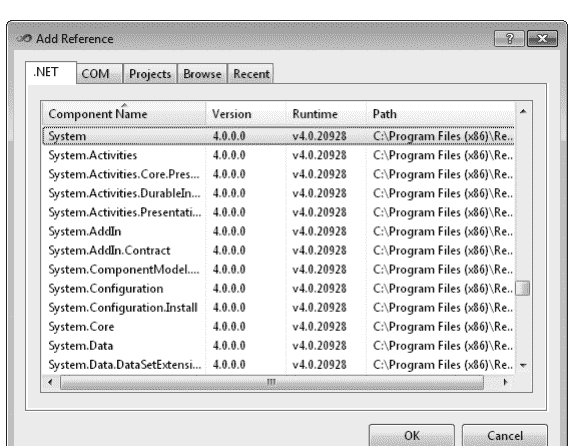 Add Reference
.NET COM Projects Browse Recent
Component Name Version Runtime Path
System 4.0.0.0 v4.0.20928 C:\Program Files (x86)\Re..
System.Activities 4.0.0.0 v4.0.20928 C:\Program Files (x86)\Re..
System.Activities.Core.Pres... 4.0.0.0 v4.0.20928 C:\Program Files (x86)\Re..
System.Activities.DurableIn... 4.0.0.0 v4.0.20928 C:\Program Files (x86)\Re..
System.Activities.Presentati... 4.0.0.0 v4.0.20928 C:\Program Files (x86)\Re..
System.AddIn 4.0.0.0 v4.0.20928 C:\Program Files (x86)\Re..
System.AddIn.Contract 4.0.0.0 v4.0.20928 C:\Program Files (x86)\Re..
System.ComponentModel.... 4.0.0.0 v4.0.20928 C:\Program Files (x86)\Re..
System.Configuration 4.0.0.0 v4.0.20928 C:\Program Files (x86)\Re..
System.Configuration.Install 4.0.0.0 v4.0.20928 C:\Program Files (x86)\Re..
System.Core 4.0.0.0 v4.0.20928 C:\Program Files (x86)\Re..
System.Data 4.0.0.0 v4.0.20928 C:\Program Files (x86)\Re..
System.Data.DataSetExtensi... 4.0.0.0 v4.0.20928 C:\Program Files (x86)\Re..
OK Cancel